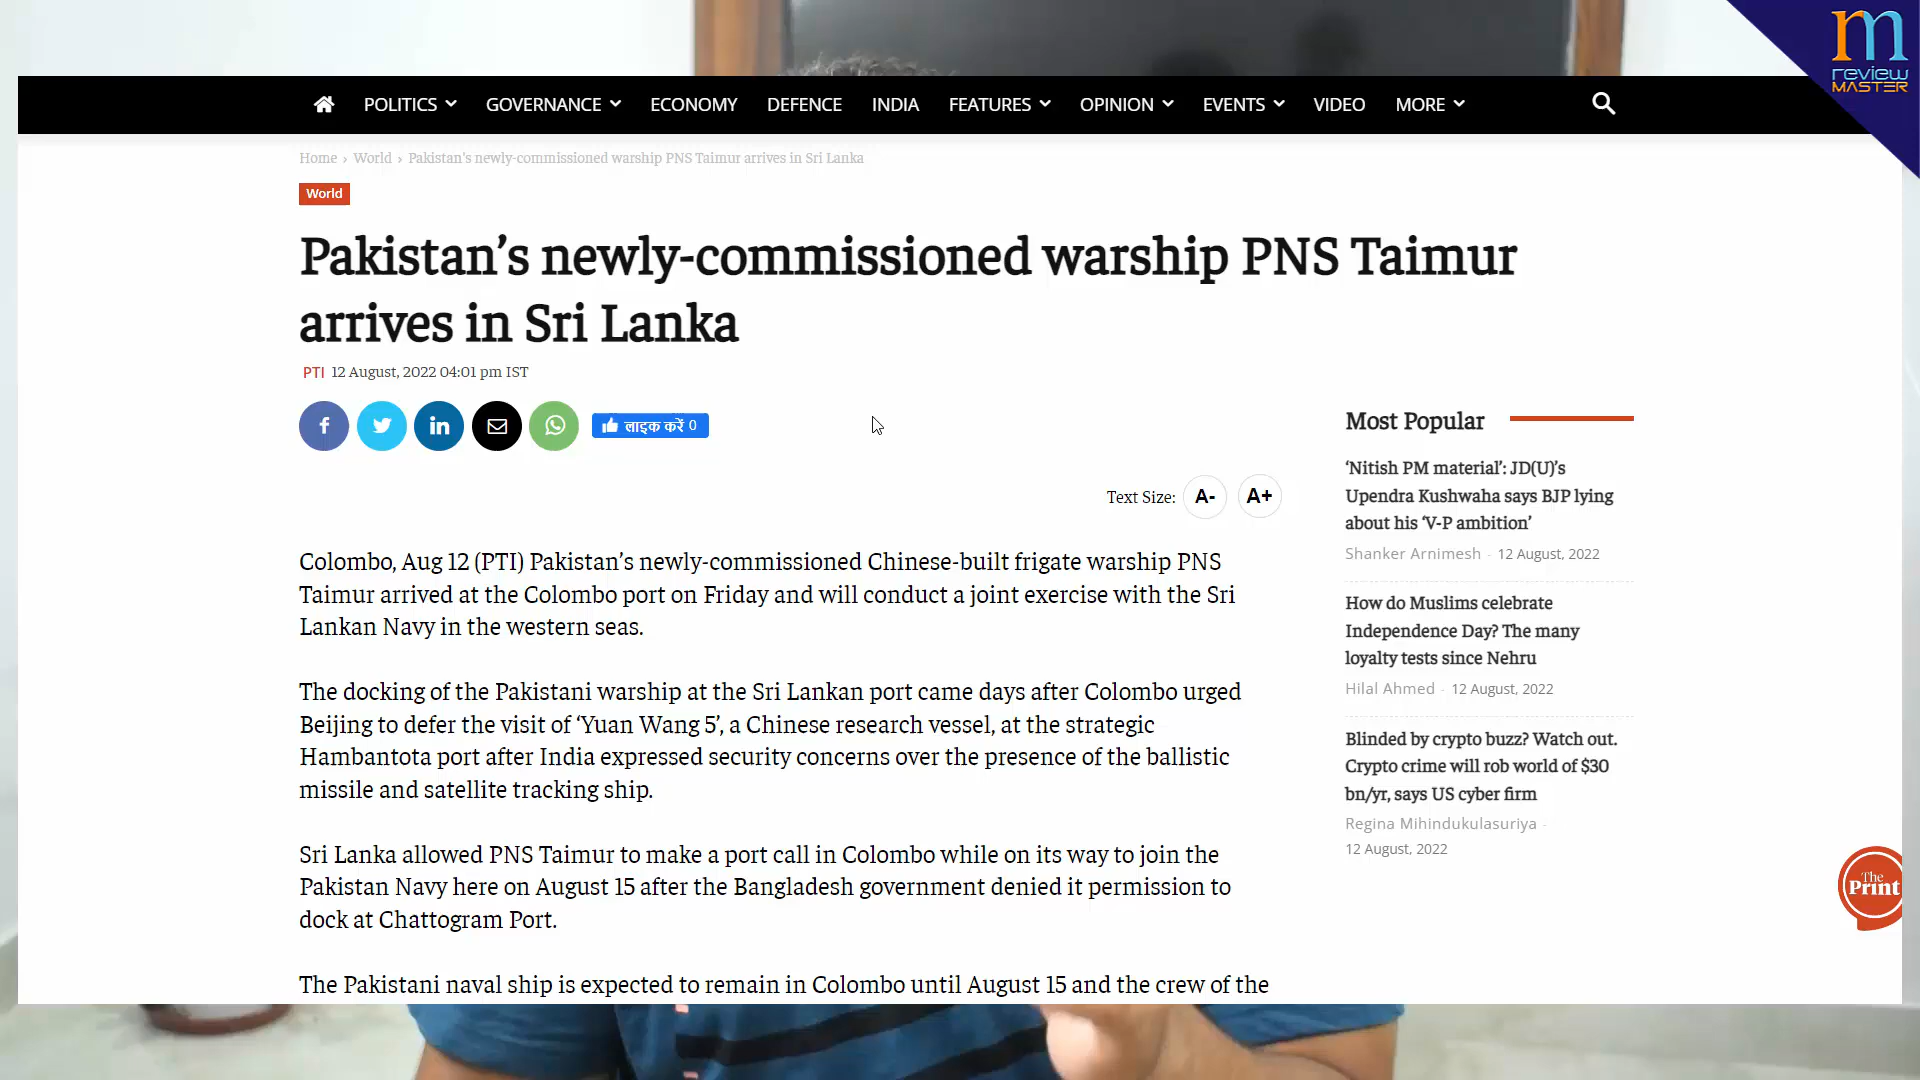 m
review
MASTER
POLITICS
GOVERNANCE
ECONOMY
DEFENCE
INDIA
FEATURES
OPINION
EVENTS
VIDEO
MORE
Home › World › Pakistan's newly-commissioned warship PNS Taimur arrives in Sri Lanka
World
Pakistan’s newly-commissioned warship PNS Taimur
arrives in Sri Lanka
PTI 12 August, 2022 04:01 pm IST
f
in
लाइक करें 0
Text Size: A- A+
Colombo, Aug 12 (PTI) Pakistan’s newly-commissioned Chinese-built frigate warship PNS
Taimur arrived at the Colombo port on Friday and will conduct a joint exercise with the Sri
Lankan Navy in the western seas.
The docking of the Pakistani warship at the Sri Lankan port came days after Colombo urged
Beijing to defer the visit of ‘Yuan Wang 5’, a Chinese research vessel, at the strategic
Hambantota port after India expressed security concerns over the presence of the ballistic
missile and satellite tracking ship.
Sri Lanka allowed PNS Taimur to make a port call in Colombo while on its way to join the
Pakistan Navy here on August 15 after the Bangladesh government denied it permission to
dock at Chattogram Port.
The Pakistani naval ship is expected to remain in Colombo until August 15 and the crew of the
Most Popular
‘Nitish PM material’: JD(U)’s
Upendra Kushwaha says BJP lying
about his ‘V-P ambition’
Shanker Arnimesh - 12 August, 2022
How do Muslims celebrate
Independence Day? The many
loyalty tests since Nehru
Hilal Ahmed - 12 August, 2022
Blinded by crypto buzz? Watch out.
Crypto crime will rob world of $30
bn/yr, says US cyber firm
Regina Mihindukulasuriya -
12 August, 2022
The
Print